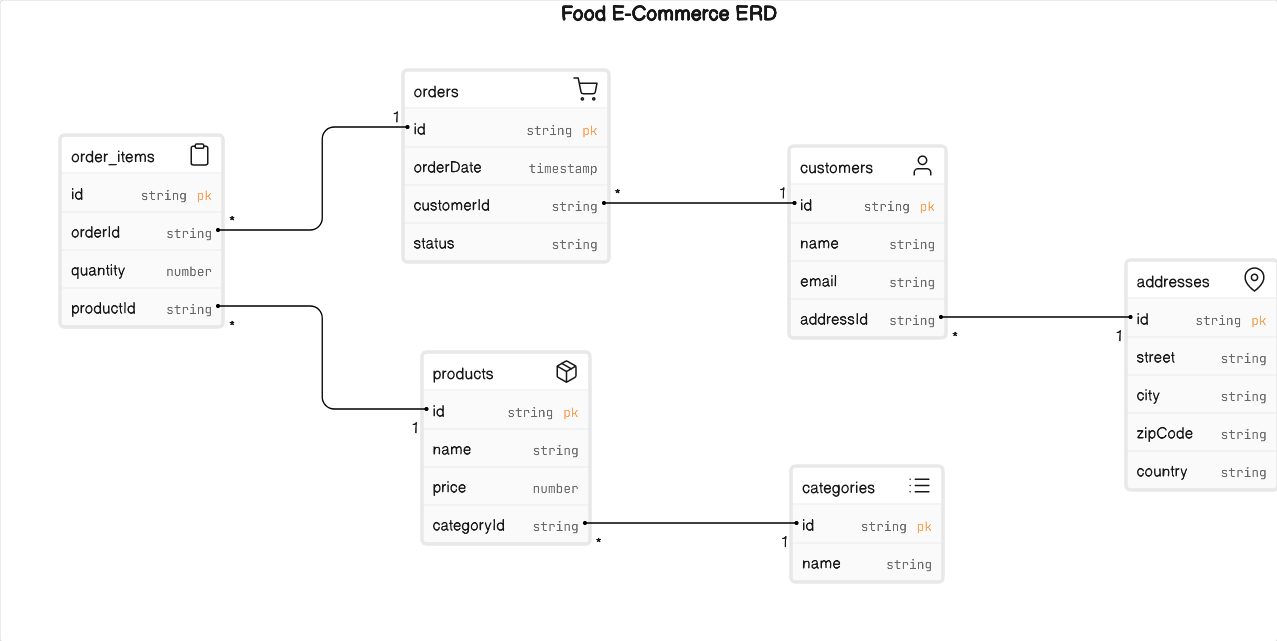 Food E-Commerce ERD
orders
id string pk
orderDate timestamp
customerId string
status string
1
*
order_items
id string pk
orderId string
quantity number
productId string
*
*
customers
id string pk
name string
email string
addressId string
1
*
addresses
id string pk
street string
city string
zipCode string
country string
1
products
id string pk
name string
price number
categoryId string
1
*
categories
id string pk
name string
1